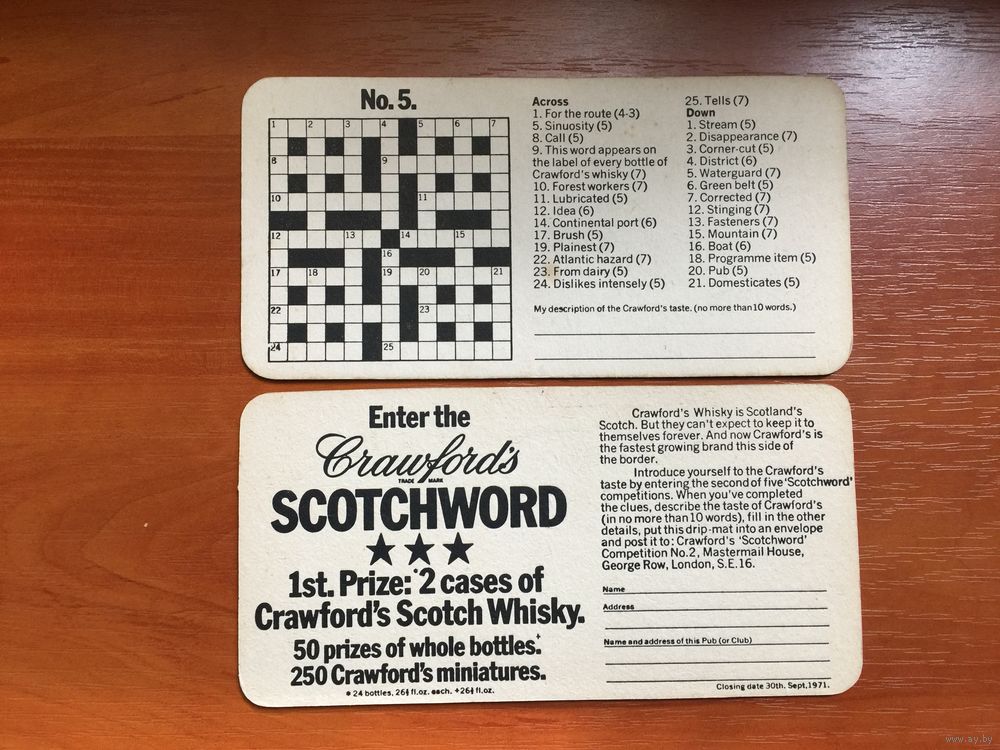 No. 5.
1 2 3 4 5 6 7
8 9
10 11
12 13 14 15
16
17 18 19 20 21
22 23
24 25
Across
1. For the route (4-3)
5. Sinuosity (5)
8. Call (5)
9. This word appears on
the label of every bottle of
Crawford's whisky (7)
10. Forest workers (7)
11. Lubricated (5)
12. Idea (6)
14. Continental port (6)
17. Brush (5)
19. Plainest (7)
22. Atlantic hazard (7)
23. From dairy (5)
24. Dislikes intensely (5)
25. Tells (7)
Down
1. Stream (5)
2. Disappearance (7)
3. Corner-cut (5)
4. District (6)
5. Waterguard (7)
6. Green belt (5)
7. Corrected (7)
12. Stinging (7)
13. Fasteners (7)
15. Mountain (7)
16. Boat (6)
18. Programme item (5)
20. Pub (5)
21. Domesticates (5)
My description of the Crawford's taste. (no more than 10 words.)
Enter the
Crawford's
TRADE MARK
SCOTCHWORD
★★★
1st. Prize:*2 cases of
Crawford's Scotch Whisky.
50 prizes of whole bottles.+
250 Crawford's miniatures.
* 24 bottles, 26⅔ fl.oz. each. +26⅔ fl.oz.
Crawford's Whisky is Scotland's
Scotch. But they can't expect to keep it to
themselves forever. And now Crawford's is
the fastest growing brand this side of
the border.
Introduce yourself to the Crawford's
taste by entering the second of five 'Scotchword'
competitions. When you've completed
the clues, describe the taste of Crawford's
(in no more than 10 words), fill in the other
details, put this drip-mat into an envelope
and post it to: Crawford's 'Scotchword'
Competition No.2, Mastermail House,
George Row, London, S.E.16.
Name
Address
Name and address of this Pub (or Club)
Closing date 30th. Sept, 1971.
www.ay.by